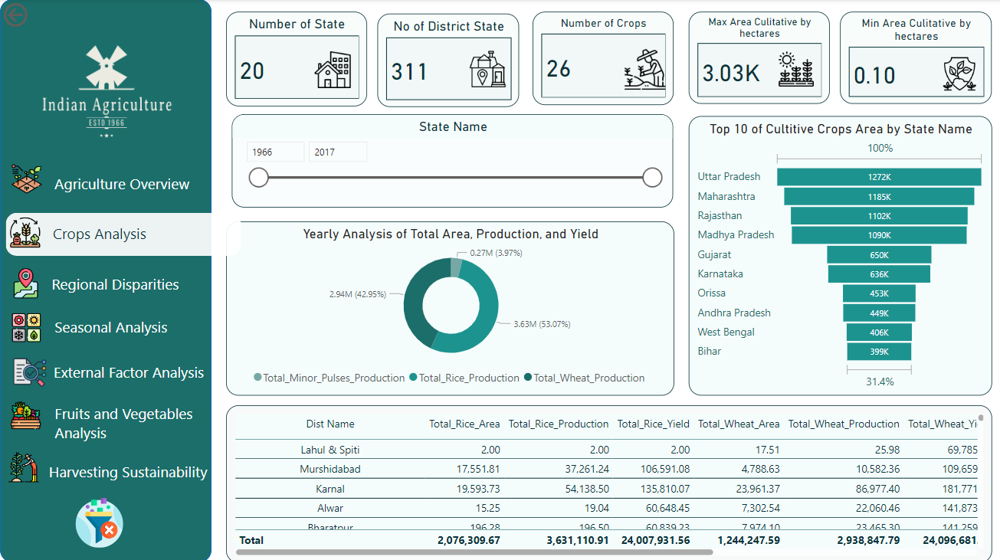 Indian Agriculture
ESTD 1966
Agriculture Overview
Crops Analysis
Regional Disparities
Seasonal Analysis
External Factor Analysis
Fruits and Vegetables
Analysis
Harvesting Sustainability
Number of State
20
No of District State
311
Number of Crops
26
Max Area Culitative by
hectares
3.03K
Min Area Culitative by
hectares
0.10
State Name
1966 2017
Yearly Analysis of Total Area, Production, and Yield
0.27M (3.97%)
2.94M (42.95%)
3.63M (53.07%)
Total_Minor_Pulses_Production Total_Rice_Production Total_Wheat_Production
Top 10 of Cultitive Crops Area by State Name
100%
Uttar Pradesh 1272K
Maharashtra 1185K
Rajasthan 1102K
Madhya Pradesh 1090K
Gujarat 650K
Karnataka 636K
Orissa 453K
Andhra Pradesh 449K
West Bengal 406K
Bihar 399K
31.4%
Dist Name Total_Rice_Area Total_Rice_Production Total_Rice_Yield Total_Wheat_Area Total_Wheat_Production Total_Wheat_Yi
Lahul & Spiti 2.00 2.00 2.00 17.51 25.98 69,785
Murshidabad 17,551.81 37,261.24 106,591.08 4,788.63 10,582.36 109,659
Karnal 19,593.73 54,138.50 135,810.07 23,961.37 86,977.40 181,771
Alwar 15.25 19.04 60,648.45 7,302.54 22,060.46 141,873
Bharatpur 196.28 196.50 60,839.23 7,974.10 23,465.30 141,259
Total 2,076,309.67 3,631,110.91 24,007,931.56 1,244,247.59 2,938,847.79 24,096,681.